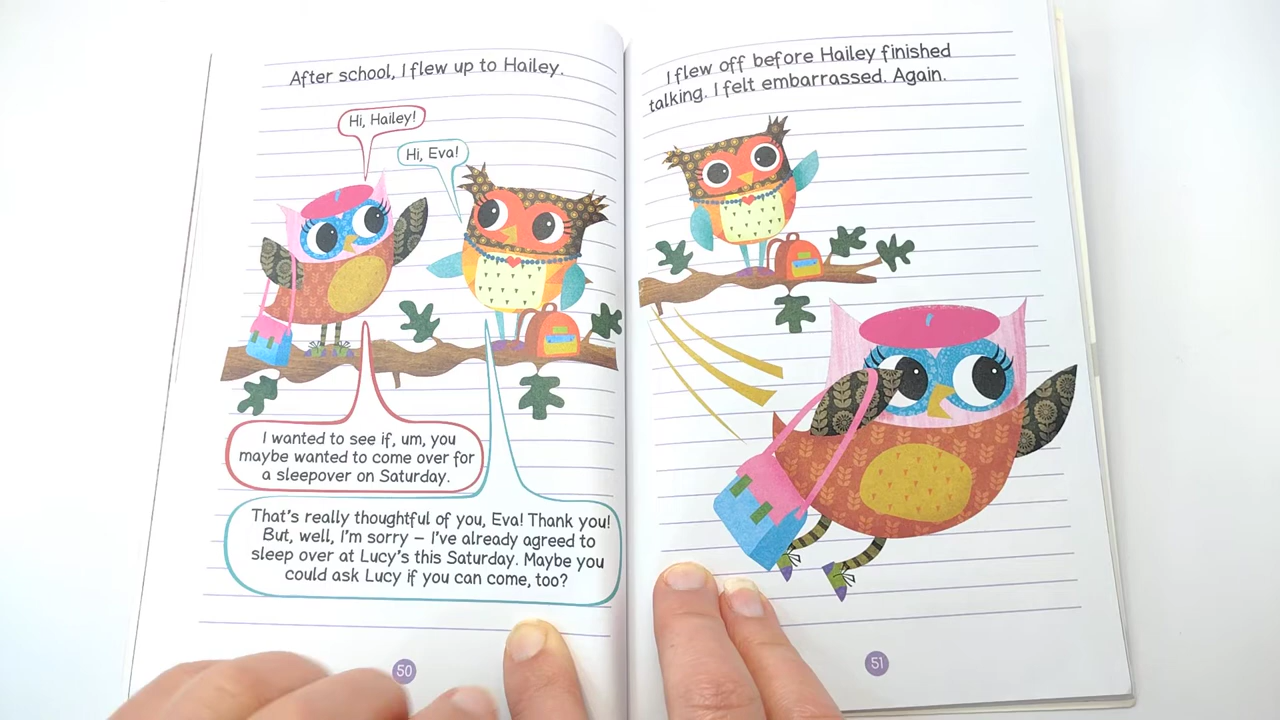 After school, I flew up to Hailey.
Hi, Hailey!
Hi, Eva!
I wanted to see if, um, you
maybe wanted to come over for
a sleepover on Saturday.
That's really thoughtful of you, Eva! Thank you!
But, well, I'm sorry – I've already agreed to
sleep over at Lucy's this Saturday. Maybe you
could ask Lucy if you can come, too?
50
I flew off before Hailey finished
talking. I felt embarrassed. Again.
51